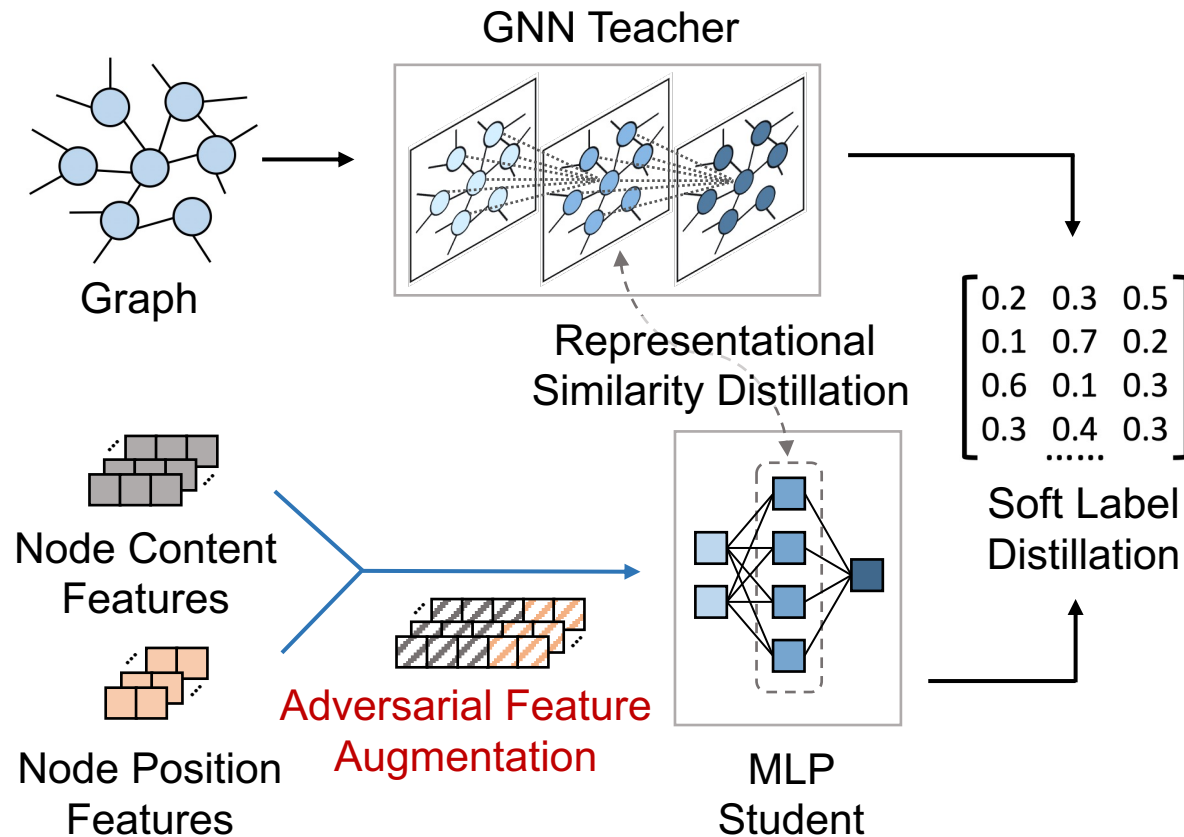 GNN Teacher
Graph
Representational
Similarity Distillation
0.2 0.3 0.5
0.1 0.7 0.2
0.6 0.1 0.3
0.3 0.4 0.3
......
Soft Label
Distillation
Node Content
Features
Node Position
Features
Adversarial Feature
Augmentation
MLP
Student